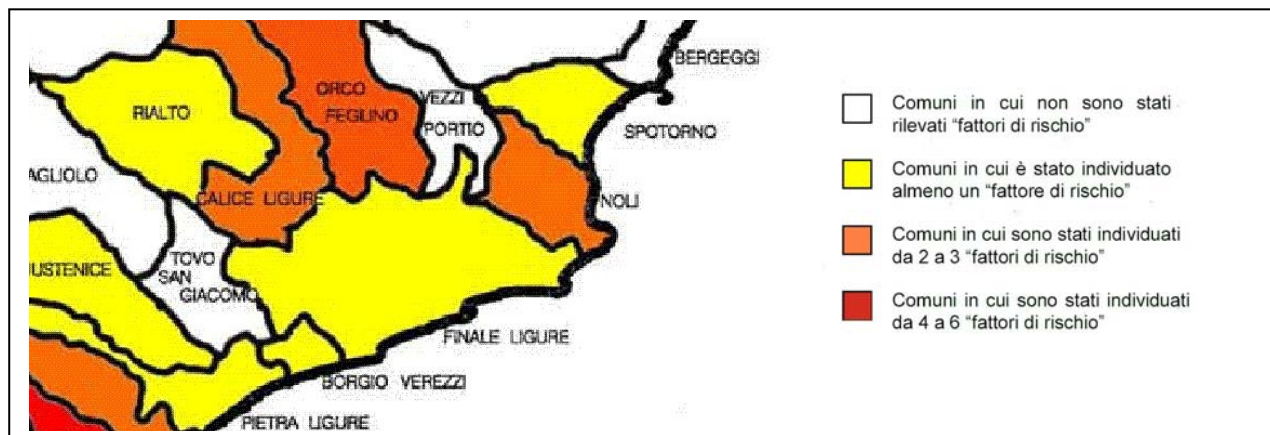 BERGEGGI
ORCO
FEGLINO
VEZZI
PORTIO
RIALTO
SPOTORNO
AGLIOLO
CALICE LIGURE
NOLI
TOVO
SAN
GIACOMO
IUSTENICE
FINALE LIGURE
BORGIO VEREZZI
PIETRA LIGURE
Comuni in cui non sono stati
rilevati “fattori di rischio”
Comuni in cui è stato individuato
almeno un “fattore di rischio”
Comuni in cui sono stati individuati
da 2 a 3 “fattori di rischio”
Comuni in cui sono stati individuati
da 4 a 6 “fattori di rischio”